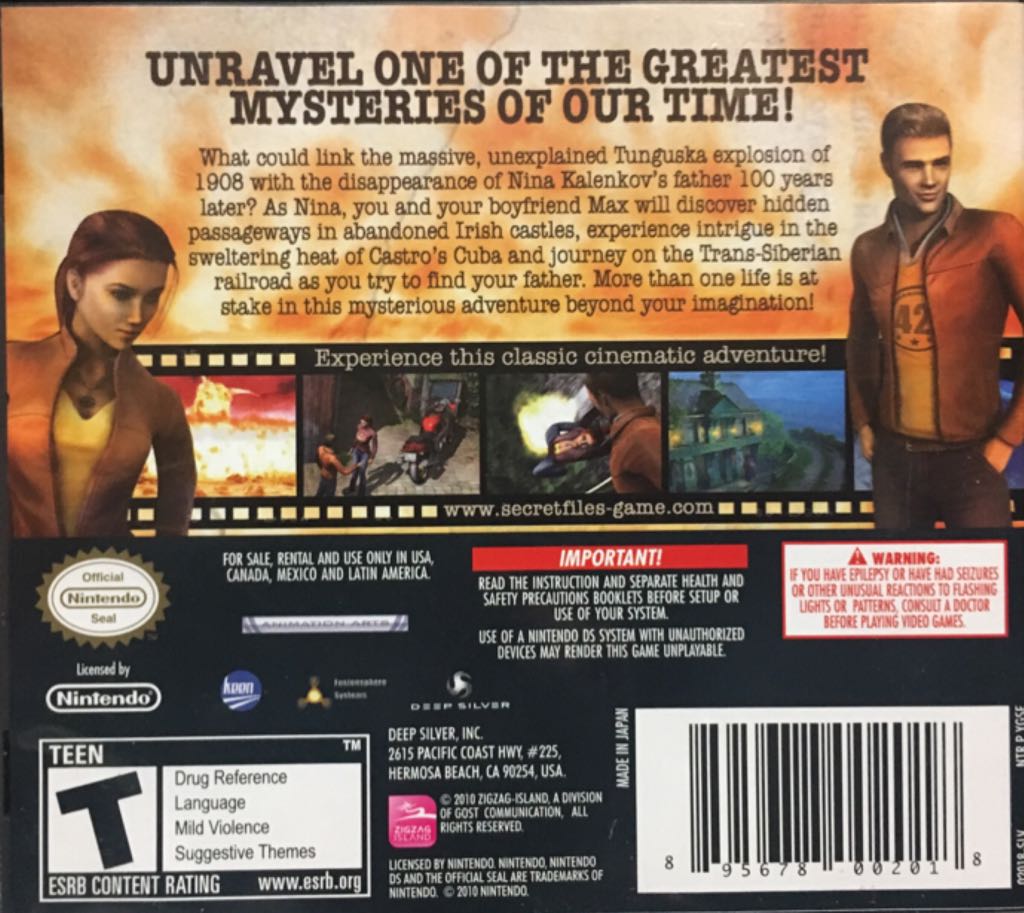 UNRAVEL ONE OF THE GREATEST
MYSTERIES OF OUR TIME!
What could link the massive, unexplained Tunguska explosion of
1908 with the disappearance of Nina Kalenkov's father 100 years
later? As Nina, you and your boyfriend Max will discover hidden
passageways in abandoned Irish castles, experience intrigue in the
sweltering heat of Castro's Cuba and journey on the Trans-Siberian
railroad as you try to find your father. More than one life is at
stake in this mysterious adventure beyond your imagination!
42
Experience this classic cinematic adventure!
www.secretfiles-game.com
Official
Nintendo
Seal
Licensed by
Nintendo
FOR SALE, RENTAL AND USE ONLY IN USA,
CANADA, MEXICO AND LATIN AMERICA.
ANIMATION ARTS
keen
Fusionsphere
Systems
DEEP SILVER
IMPORTANT!
READ THE INSTRUCTION AND SEPARATE HEALTH AND
SAFETY PRECAUTIONS BOOKLETS BEFORE SETUP OR
USE OF YOUR SYSTEM.
USE OF A NINTENDO DS SYSTEM WITH UNAUTHORIZED
DEVICES MAY RENDER THIS GAME UNPLAYABLE.
WARNING:
IF YOU HAVE EPILEPSY OR HAVE HAD SEIZURES
OR OTHER UNUSUAL REACTIONS TO FLASHING
LIGHTS OR PATTERNS, CONSULT A DOCTOR
BEFORE PLAYING VIDEO GAMES.
TEEN
TM
T
Drug Reference
Language
Mild Violence
Suggestive Themes
ESRB CONTENT RATING www.esrb.org
DEEP SILVER, INC.
2615 PACIFIC COAST HWY, #225,
HERMOSA BEACH, CA 90254, USA.
ZIGZAG
ISLAND
© 2010 ZIGZAG-ISLAND, A DIVISION
OF GOST COMMUNICATION, ALL
RIGHTS RESERVED.
LICENSED BY NINTENDO. NINTENDO, NINTENDO
DS AND THE OFFICIAL SEAL ARE TRADEMARKS OF
NINTENDO. © 2010 NINTENDO.
MADE IN JAPAN
8 95678 00201 8
NTR P YGSE
02018-SLV